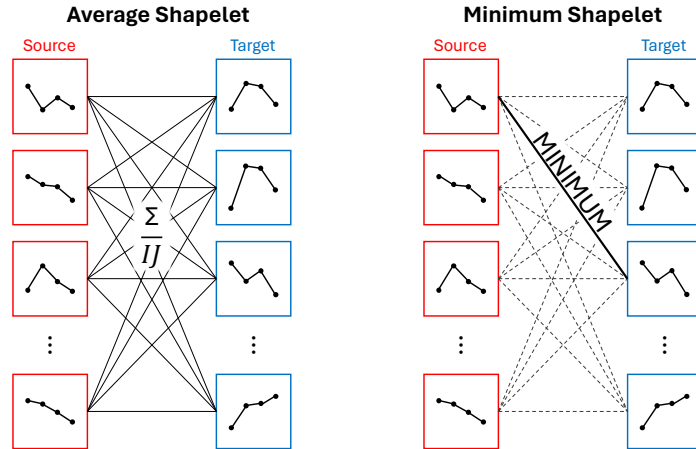 Average Shapelet
Source
Target
Σ
IJ
⋮
⋮
Minimum Shapelet
Source
Target
MINIMUM
⋮
⋮